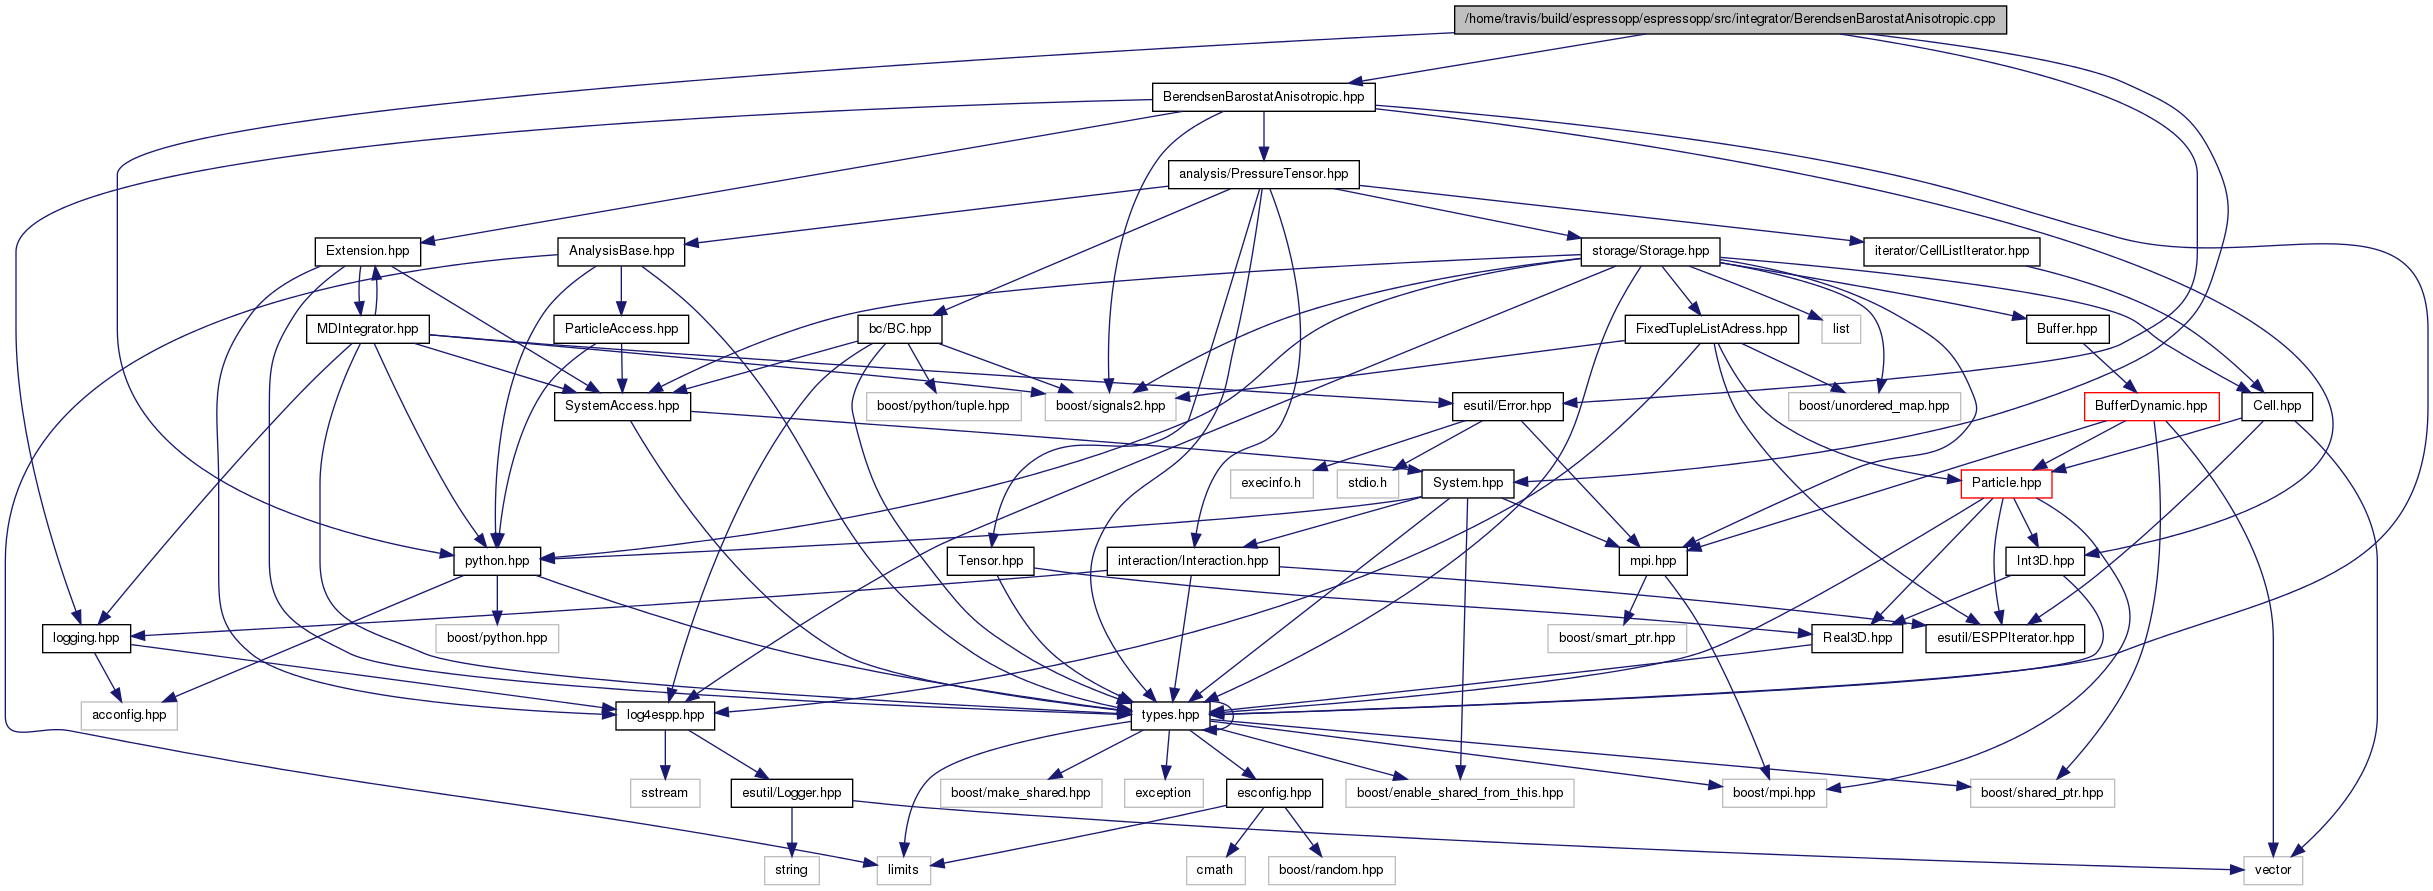 /home/travis/build/espressopp/espressopp/src/integrator/BerendsenBarostatAnisotropic.cpp
BerendsenBarostatAnisotropic.hpp
analysis/PressureTensor.hpp
Extension.hpp
AnalysisBase.hpp
storage/Storage.hpp
iterator/CellListIterator.hpp
MDIntegrator.hpp
ParticleAccess.hpp
bc/BC.hpp
FixedTupleListAdress.hpp
list
Buffer.hpp
SystemAccess.hpp
boost/python/tuple.hpp
boost/signals2.hpp
esutil/Error.hpp
boost/unordered_map.hpp
BufferDynamic.hpp
Cell.hpp
execinfo.h
stdio.h
System.hpp
Particle.hpp
python.hpp
Tensor.hpp
interaction/Interaction.hpp
mpi.hpp
Int3D.hpp
logging.hpp
boost/python.hpp
boost/smart_ptr.hpp
Real3D.hpp
esutil/ESPPIterator.hpp
acconfig.hpp
log4espp.hpp
types.hpp
sstream
esutil/Logger.hpp
boost/make_shared.hpp
exception
esconfig.hpp
boost/enable_shared_from_this.hpp
boost/mpi.hpp
boost/shared_ptr.hpp
string
limits
cmath
boost/random.hpp
vector